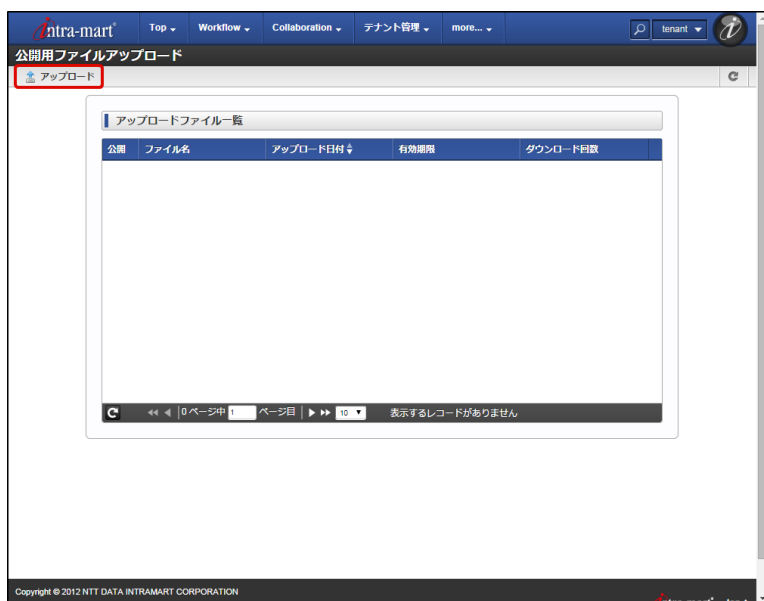 intra-mart® Top Workflow Collaboration テナント管理 more... tenant
公開用ファイルアップロード
アップロード
アップロードファイル一覧
公開 ファイル名 アップロード日付 有効期限 ダウンロード回数
0 ページ中 1 ページ目 10 表示するレコードがありません
Copyright © 2012 NTT DATA INTRAMART CORPORATION